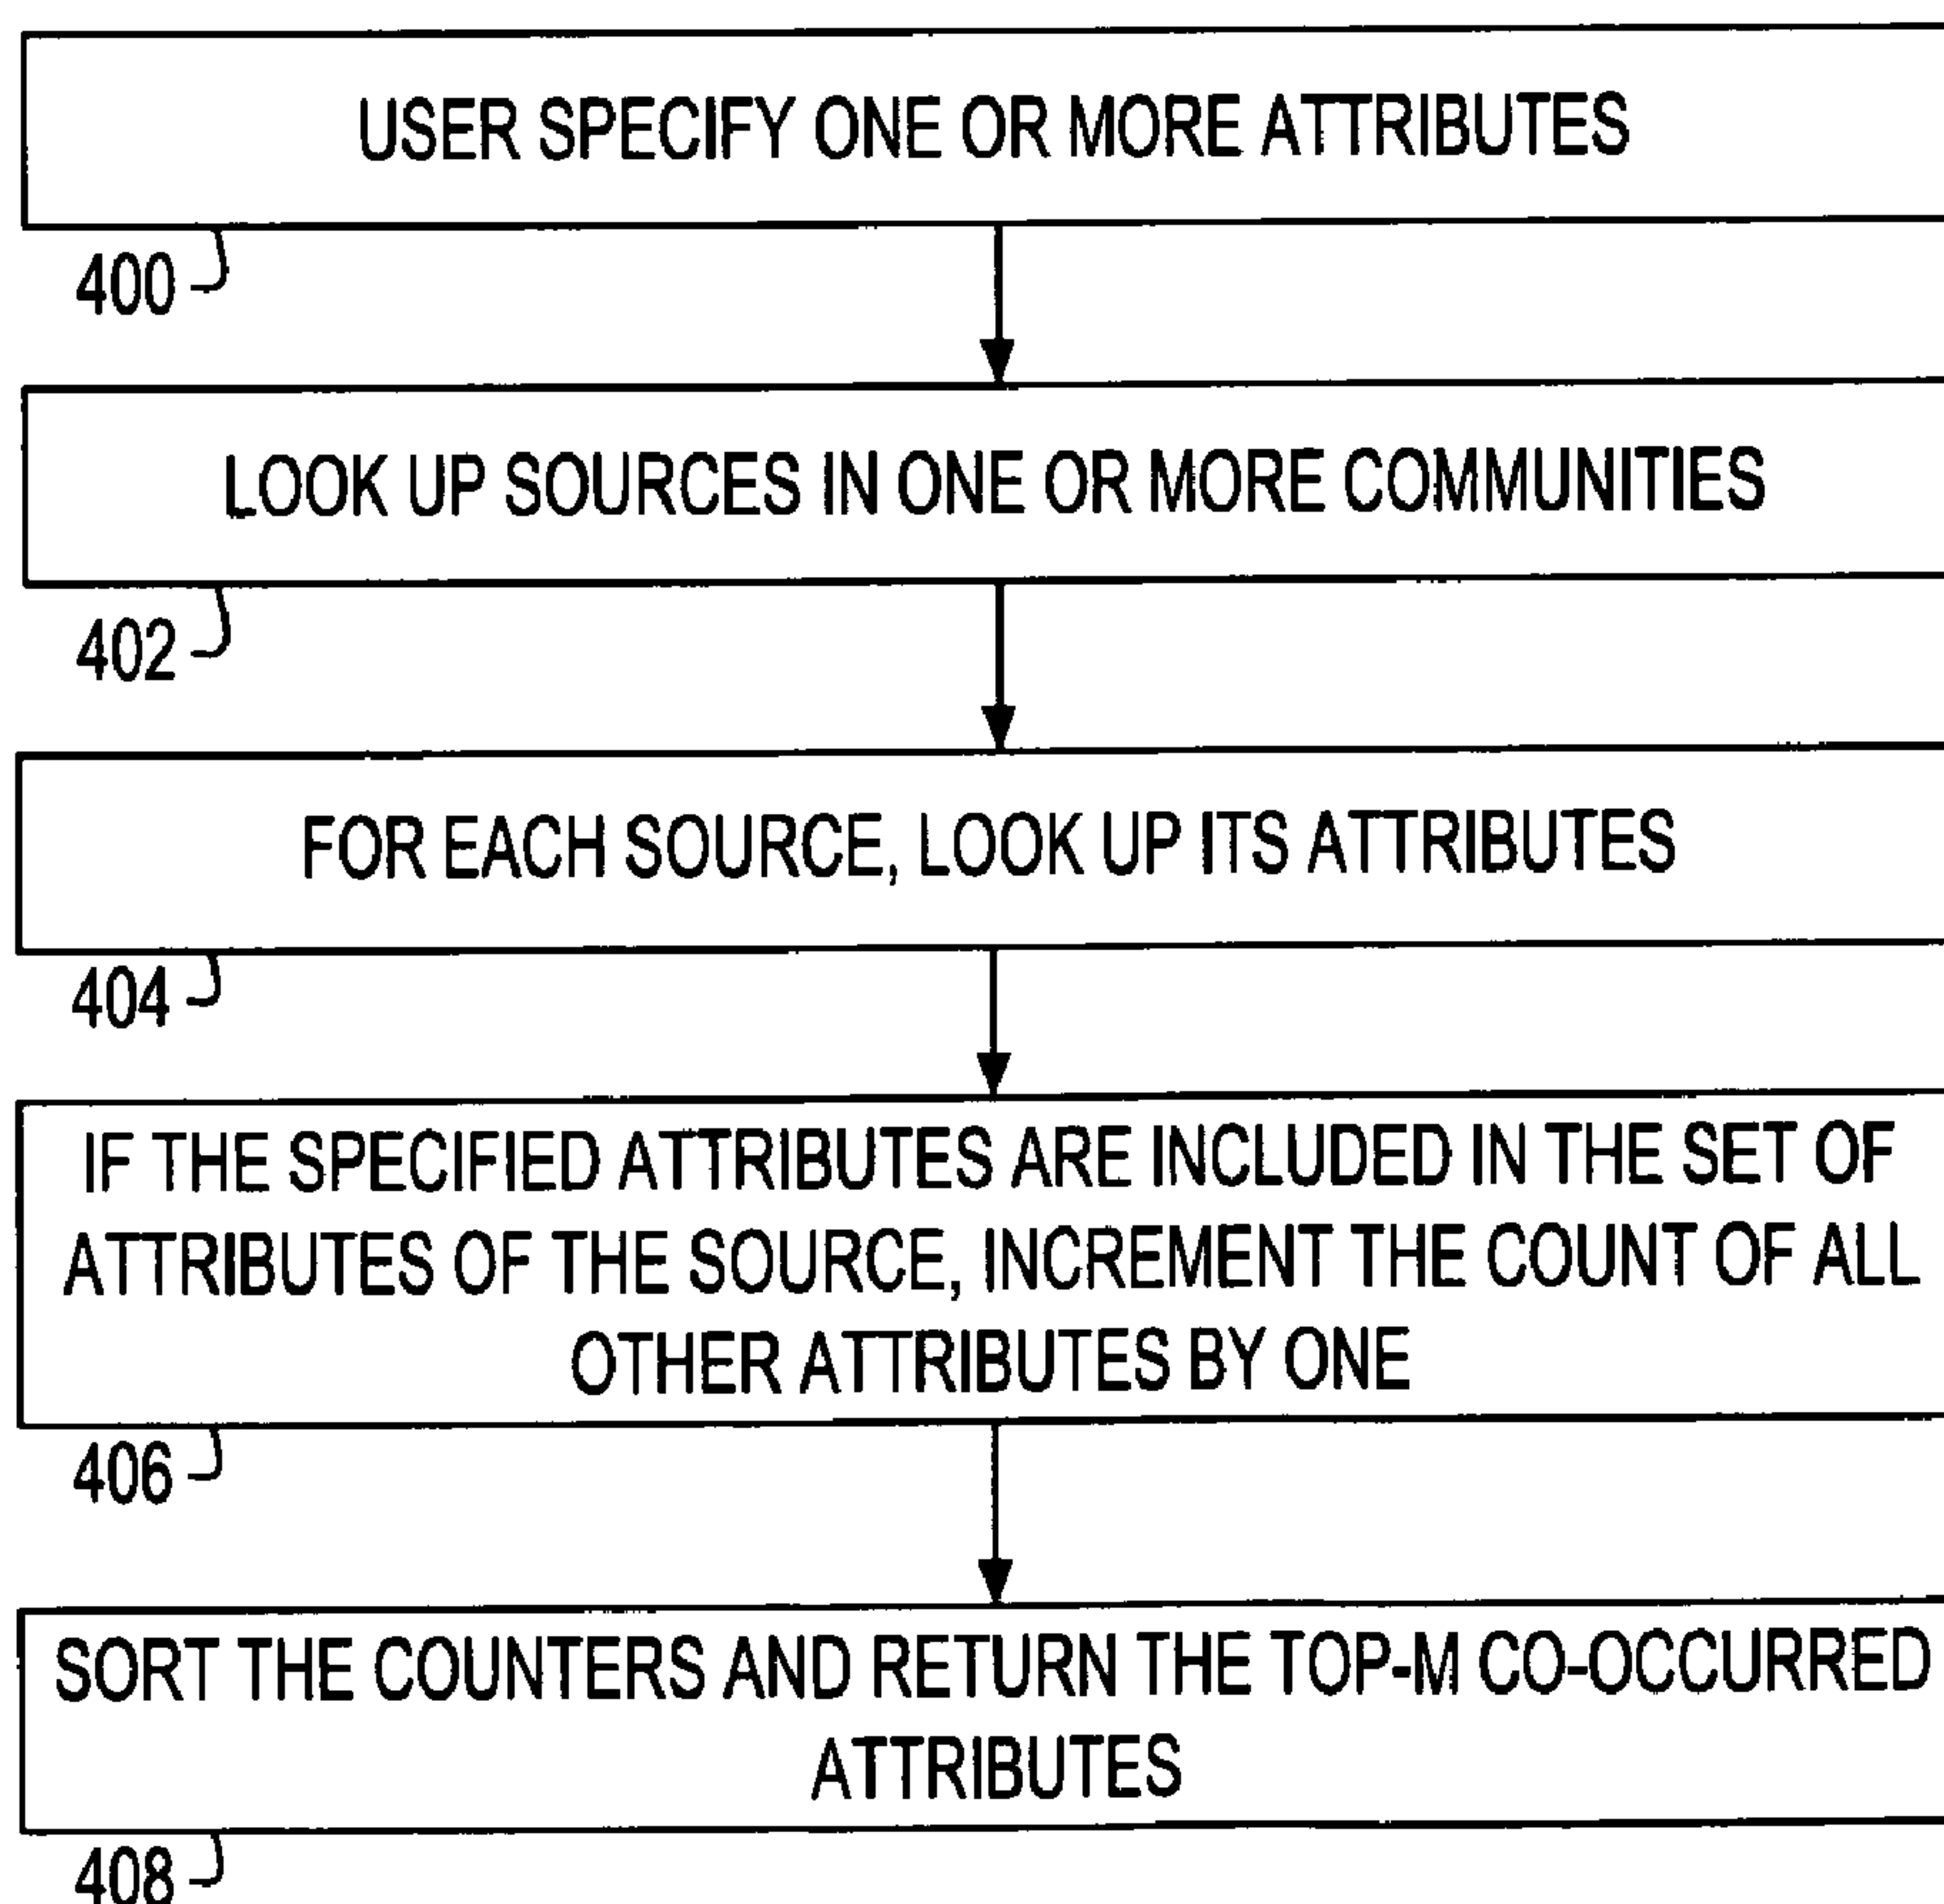 USER SPECIFY ONE OR MORE ATTRIBUTES
400
LOOK UP SOURCES IN ONE OR MORE COMMUNITIES
402
FOR EACH SOURCE, LOOK UP ITS ATTRIBUTES
404
IF THE SPECIFIED ATTRIBUTES ARE INCLUDED IN THE SET OF
ATTRIBUTES OF THE SOURCE, INCREMENT THE COUNT OF ALL
OTHER ATTRIBUTES BY ONE
406
SORT THE COUNTERS AND RETURN THE TOP-M CO-OCCURRED
ATTRIBUTES
408